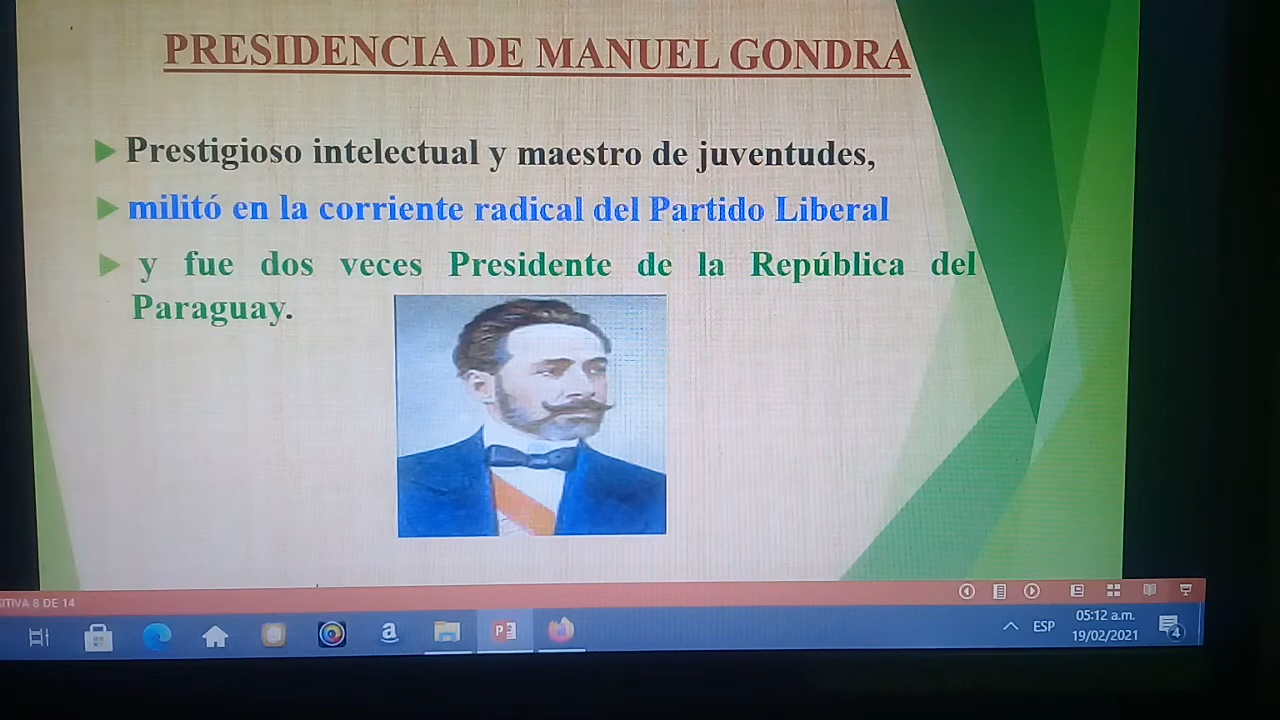 PRESIDENCIA DE MANUEL GONDRA
Prestigioso intelectual y maestro de juventudes,
militó en la corriente radical del Partido Liberal
y fue dos veces Presidente de la República del
Paraguay.
ITIVA 8 DE 14
ESP
05:12 a.m.
19/02/2021
4